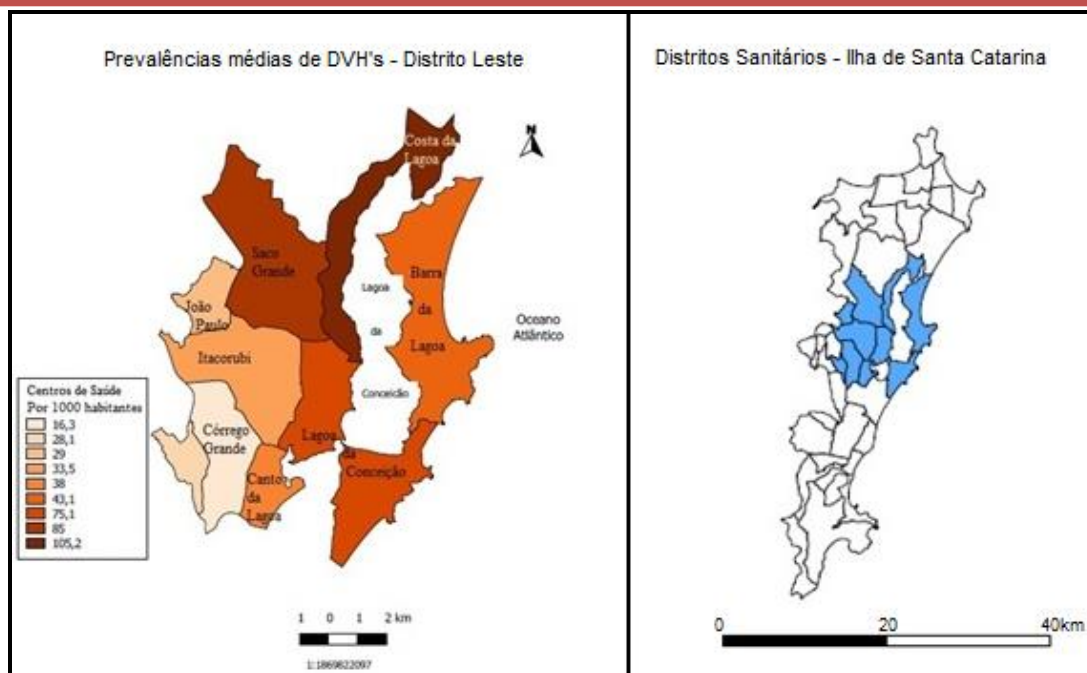 Prevalências médias de DVH's - Distrito Leste
N
Costa da
Lagoa
Saco
Grande
João
Paulo
Itacorubi
Córrego
Grande
Canto
da
Lagoa
Lagoa
da
Conceição
Barra
da
Lagoa
Lagoa
da
Conceição
Oceano
Atlântico
Centros de Saúde
Por 1000 habitantes
16,3
28,1
29
33,5
38
43,1
75,1
85
105,2
1 0 1 2 km
1:1869822097
Distritos Sanitários - Ilha de Santa Catarina
0 20 40km